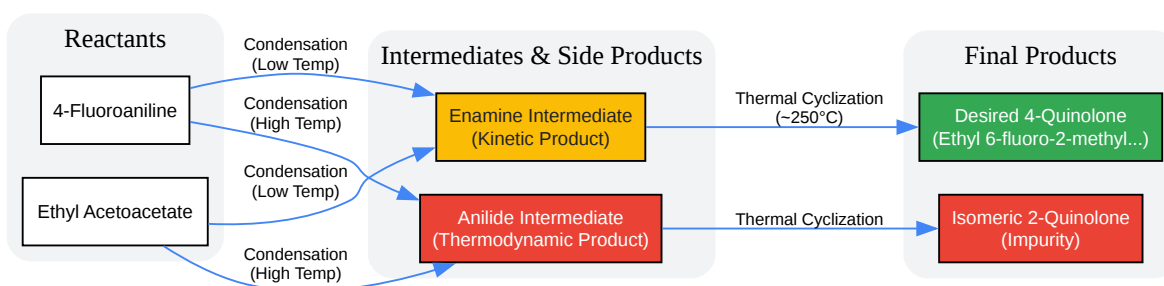 Reactants
4-Fluoroaniline
Ethyl Acetoacetate
Condensation
(Low Temp)
Condensation
(High Temp)
Condensation
(Low Temp)
Condensation
(High Temp)
Intermediates & Side Products
Enamine Intermediate
(Kinetic Product)
Anilide Intermediate
(Thermodynamic Product)
Thermal Cyclization
(~250°C)
Thermal Cyclization
Final Products
Desired 4-Quinolone
(Ethyl 6-fluoro-2-methyl...)
Isomeric 2-Quinolone
(Impurity)